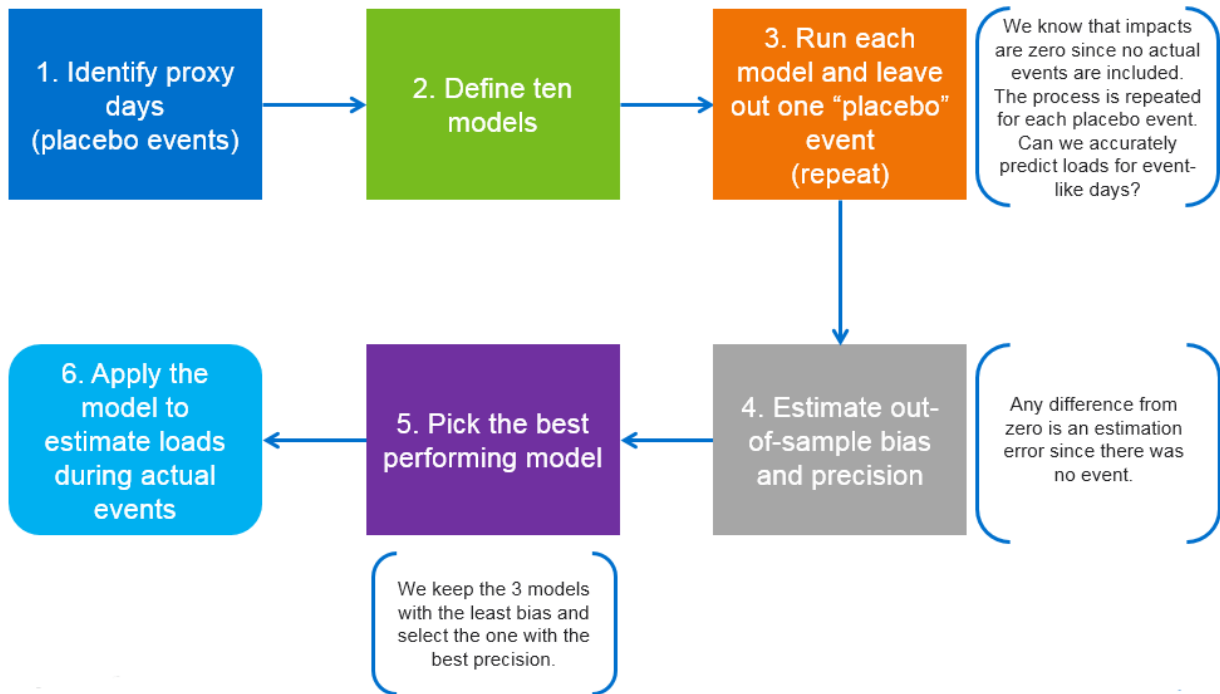 1. Identify proxy
days
(placebo events)
2. Define ten
models
3. Run each
model and leave
out one “placebo”
event
(repeat)
We know that impacts
are zero since no actual
events are included.
The process is repeated
for each placebo event.
Can we accurately
predict loads for event-
like days?
4. Estimate out-
of-sample bias
and precision
Any difference from
zero is an estimation
error since there was
no event.
5. Pick the best
performing model
We keep the 3 models
with the least bias and
select the one with the
best precision.
6. Apply the
model to
estimate loads
during actual
events